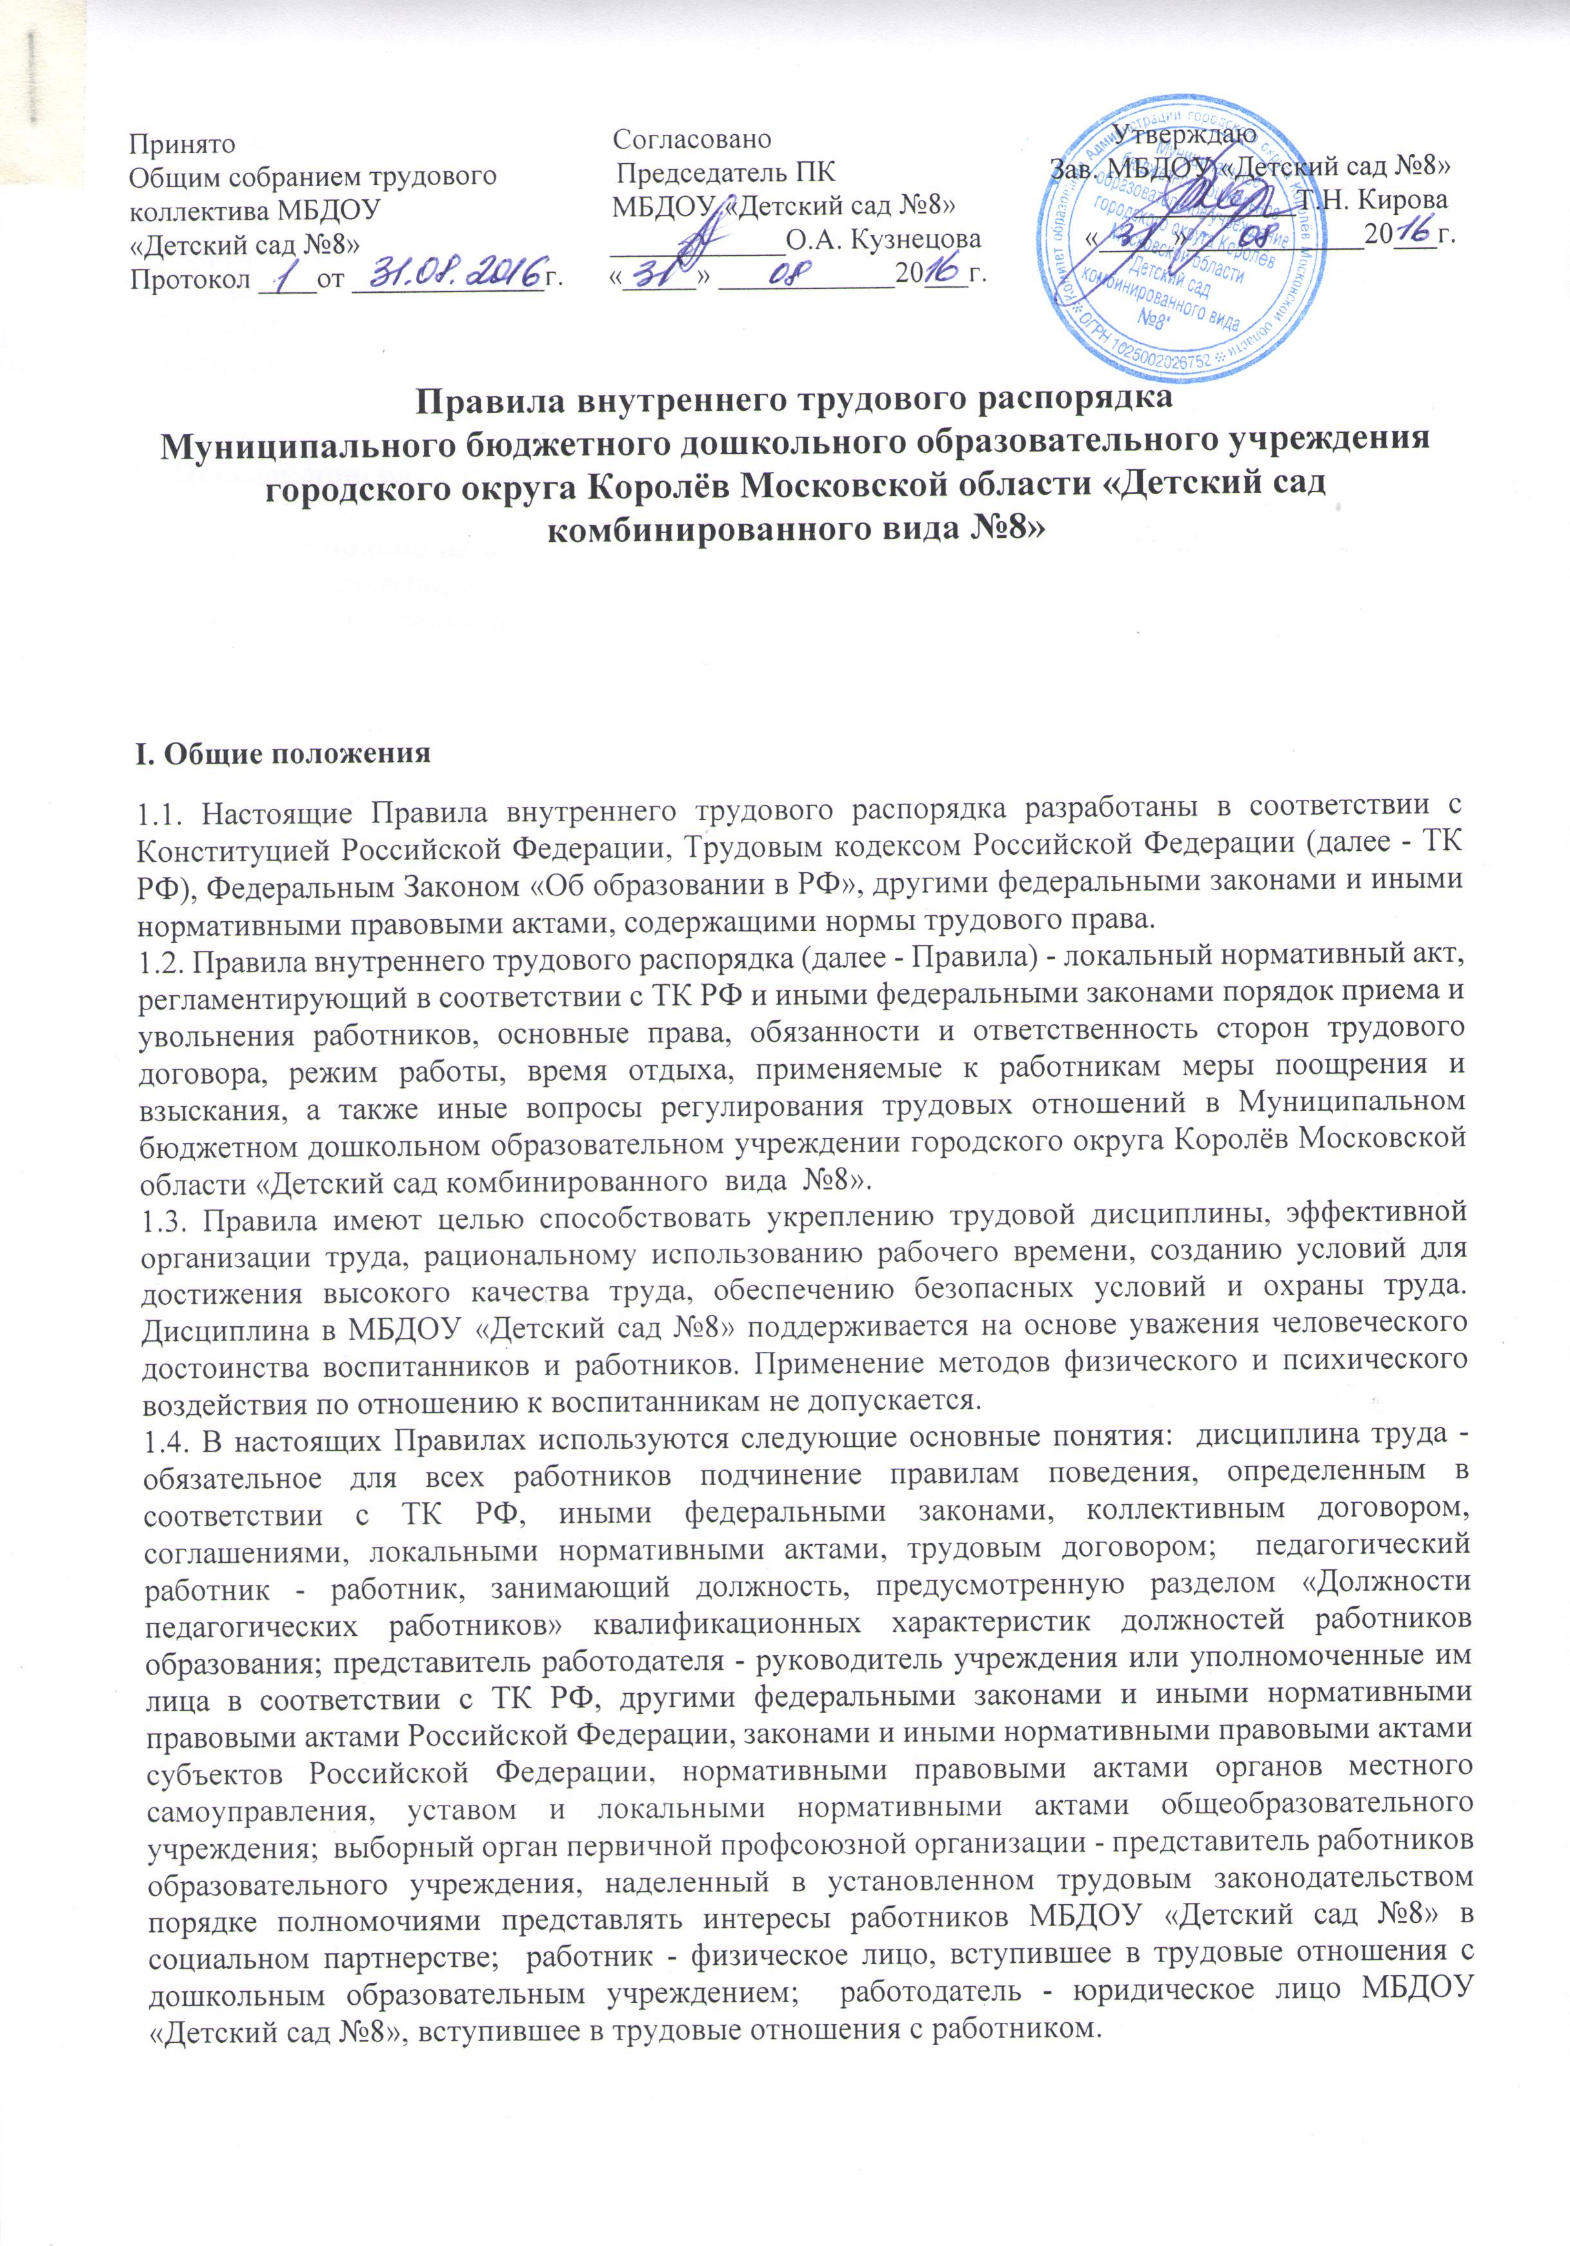 Принято
Общим собранием трудового
коллектива МБДОУ
«Детский сад №8»
Протокол 1 от 31.08.2016 г.
Согласовано
Председатель ПК
МБДОУ «Детский сад №8»
О.А. Кузнецова
«31» 08 2016 г.
Утверждаю
Зав. МБДОУ «Детский сад №8»
Т.Н. Кирова
«31» 08 2016 г.
Муниципальное
образовательное учреждение
городского округа Королёв
Московской области
Детский сад
комбинированного вида
№8"
ОГРН 1025002026752
Правила внутреннего трудового распорядка
Муниципального бюджетного дошкольного образовательного учреждения
городского округа Королёв Московской области «Детский сад
комбинированного вида №8»
I. Общие положения
1.1. Настоящие Правила внутреннего трудового распорядка разработаны в соответствии с
Конституцией Российской Федерации, Трудовым кодексом Российской Федерации (далее - ТК
РФ), Федеральным Законом «Об образовании в РФ», другими федеральными законами и иными
нормативными правовыми актами, содержащими нормы трудового права.
1.2. Правила внутреннего трудового распорядка (далее - Правила) - локальный нормативный акт,
регламентирующий в соответствии с ТК РФ и иными федеральными законами порядок приема и
увольнения работников, основные права, обязанности и ответственность сторон трудового
договора, режим работы, время отдыха, применяемые к работникам меры поощрения и
взыскания, а также иные вопросы регулирования трудовых отношений в Муниципальном
бюджетном дошкольном образовательном учреждении городского округа Королёв Московской
области «Детский сад комбинированного вида №8».
1.3. Правила имеют целью способствовать укреплению трудовой дисциплины, эффективной
организации труда, рациональному использованию рабочего времени, созданию условий для
достижения высокого качества труда, обеспечению безопасных условий и охраны труда.
Дисциплина в МБДОУ «Детский сад №8» поддерживается на основе уважения человеческого
достоинства воспитанников и работников. Применение методов физического и психического
воздействия по отношению к воспитанникам не допускается.
1.4. В настоящих Правилах используются следующие основные понятия: дисциплина труда -
обязательное для всех работников подчинение правилам поведения, определенным в
соответствии с ТК РФ, иными федеральными законами, коллективным договором,
соглашениями, локальными нормативными актами, трудовым договором; педагогический
работник - работник, занимающий должность, предусмотренную разделом «Должности
педагогических работников» квалификационных характеристик должностей работников
образования; представитель работодателя - руководитель учреждения или уполномоченные им
лица в соответствии с ТК РФ, другими федеральными законами и иными нормативными
правовыми актами Российской Федерации, законами и иными нормативными правовыми актами
субъектов Российской Федерации, нормативными правовыми актами органов местного
самоуправления, уставом и локальными нормативными актами общеобразовательного
учреждения; выборный орган первичной профсоюзной организации - представитель работников
образовательного учреждения, наделенный в установленном трудовым законодательством
порядке полномочиями представлять интересы работников МБДОУ «Детский сад №8» в
социальном партнерстве; работник - физическое лицо, вступившее в трудовые отношения с
дошкольным образовательным учреждением; работодатель - юридическое лицо МБДОУ
«Детский сад №8», вступившее в трудовые отношения с работником.